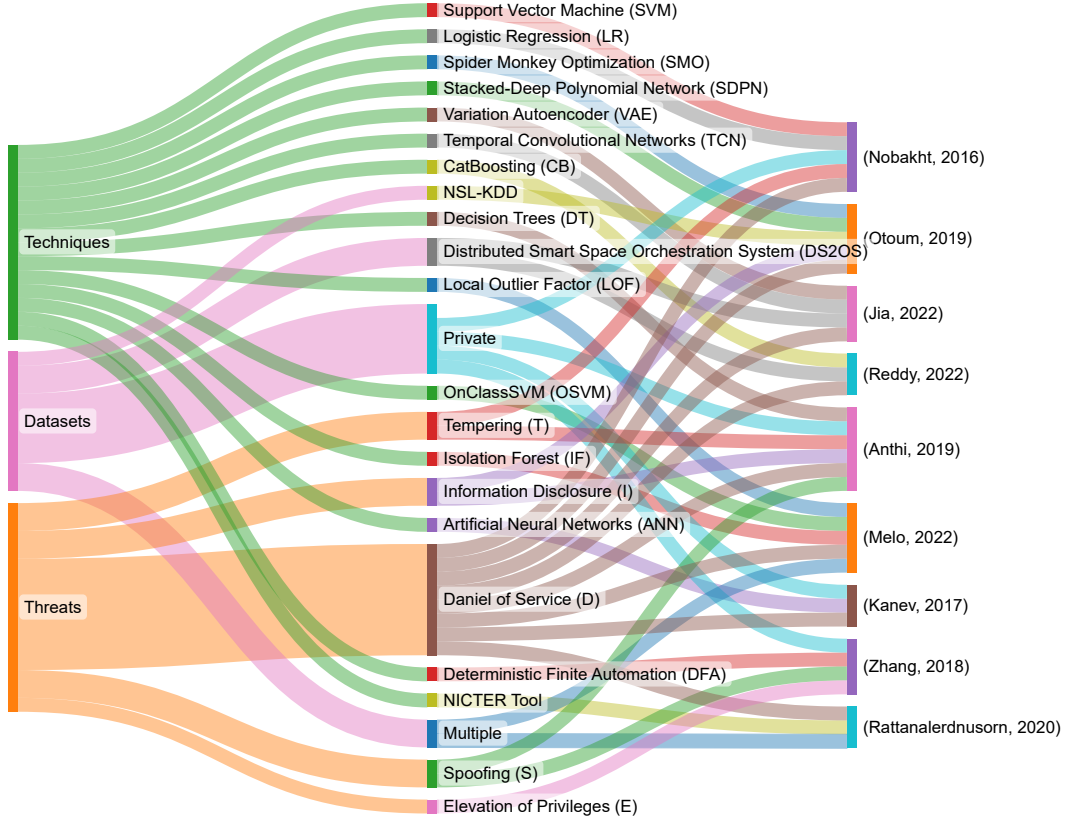 Techniques
Datasets
Threats
Support Vector Machine (SVM)
Logistic Regression (LR)
Spider Monkey Optimization (SMO)
Stacked-Deep Polynomial Network (SDPN)
Variation Autoencoder (VAE)
Temporal Convolutional Networks (TCN)
CatBoosting (CB)
NSL-KDD
Decision Trees (DT)
Distributed Smart Space Orchestration System (DS2OS)
Local Outlier Factor (LOF)
Private
OnClassSVM (OSVM)
Tempering (T)
Isolation Forest (IF)
Information Disclosure (I)
Artificial Neural Networks (ANN)
Daniel of Service (D)
Deterministic Finite Automation (DFA)
NICTER Tool
Multiple
Spoofing (S)
Elevation of Privileges (E)
(Nobakht, 2016)
(Otoum, 2019)
(Jia, 2022)
(Reddy, 2022)
(Anthi, 2019)
(Melo, 2022)
(Kanev, 2017)
(Zhang, 2018)
(Rattanalerdnusorn, 2020)